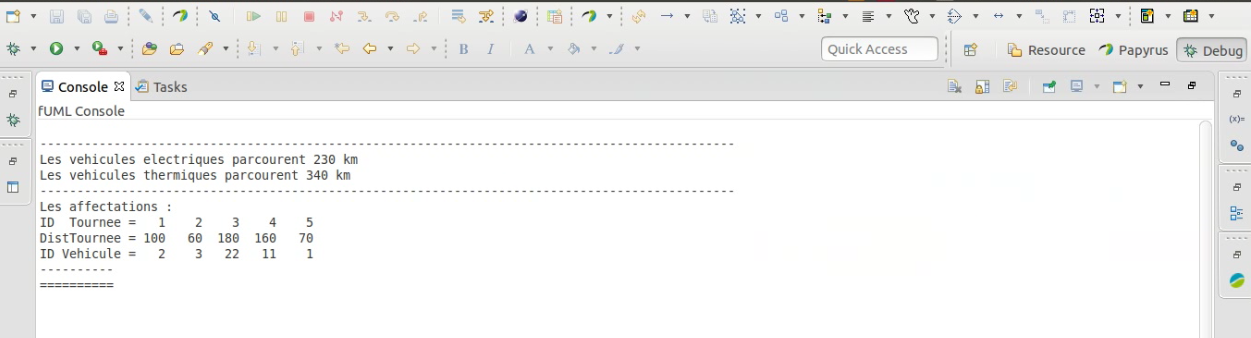 B I A
Quick Access
Resource
Papyrus
Debug
Console
Tasks
fUML Console
--------------------------------------------------------------------------------------------
Les vehicules electriques parcourent 230 km
Les vehicules thermiques parcourent 340 km
--------------------------------------------------------------------------------------------
Les affectations :
ID  Tournee =   1    2    3    4    5
DistTournee = 100   60  180  160   70
ID Vehicule =   2    3   22   11    1
----------
==========
(x)=